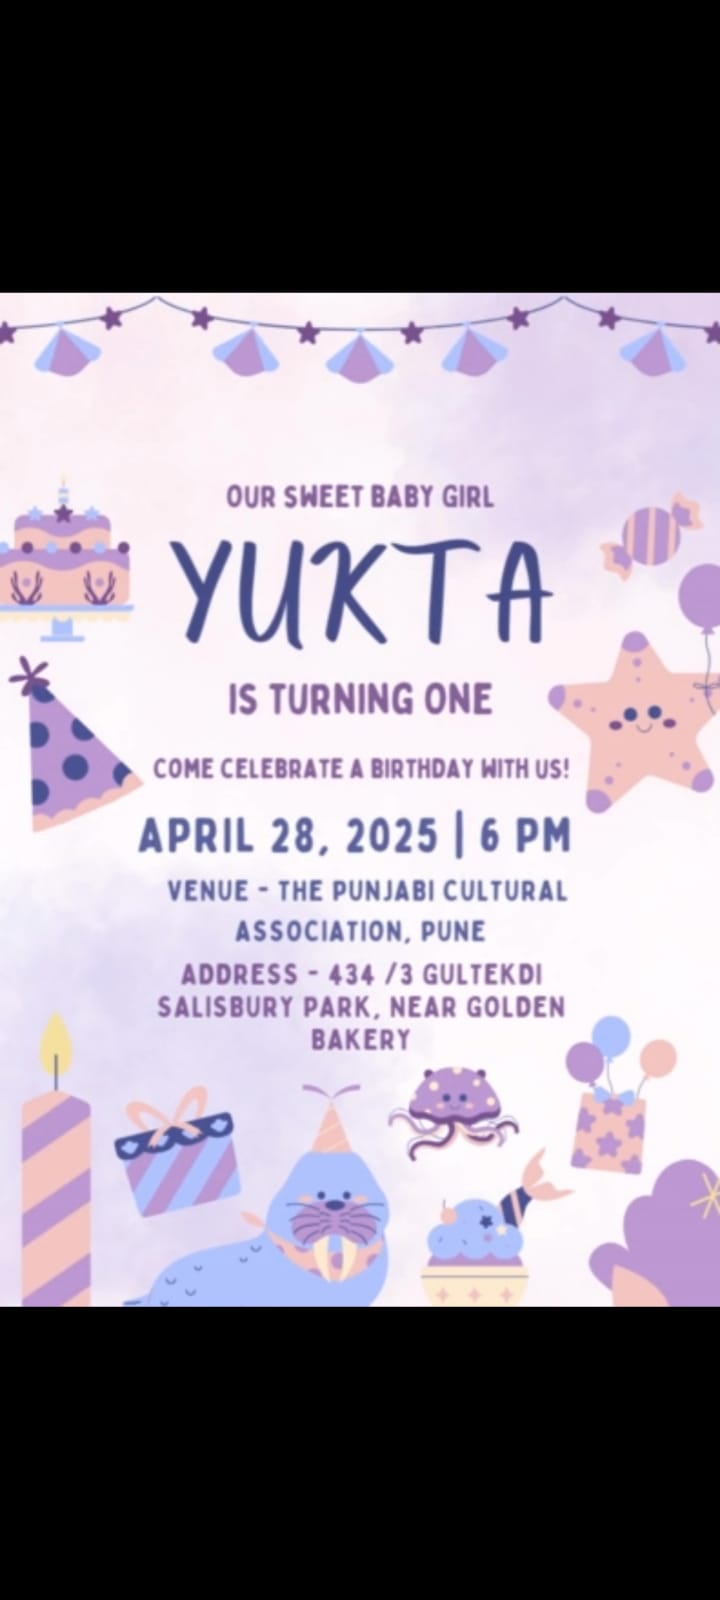 OUR SWEET BABY GIRL
YUKTA
IS TURNING ONE
COME CELEBRATE A BIRTHDAY WITH US!
APRIL 28, 2025 | 6 PM
VENUE - THE PUNJABI CULTURAL
ASSOCIATION, PUNE
ADDRESS - 434 /3 GULTEKDI
SALISBURY PARK, NEAR GOLDEN
BAKERY